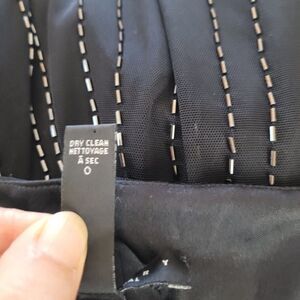 DRY CLEAN
NETTOYAGE
À SEC
O